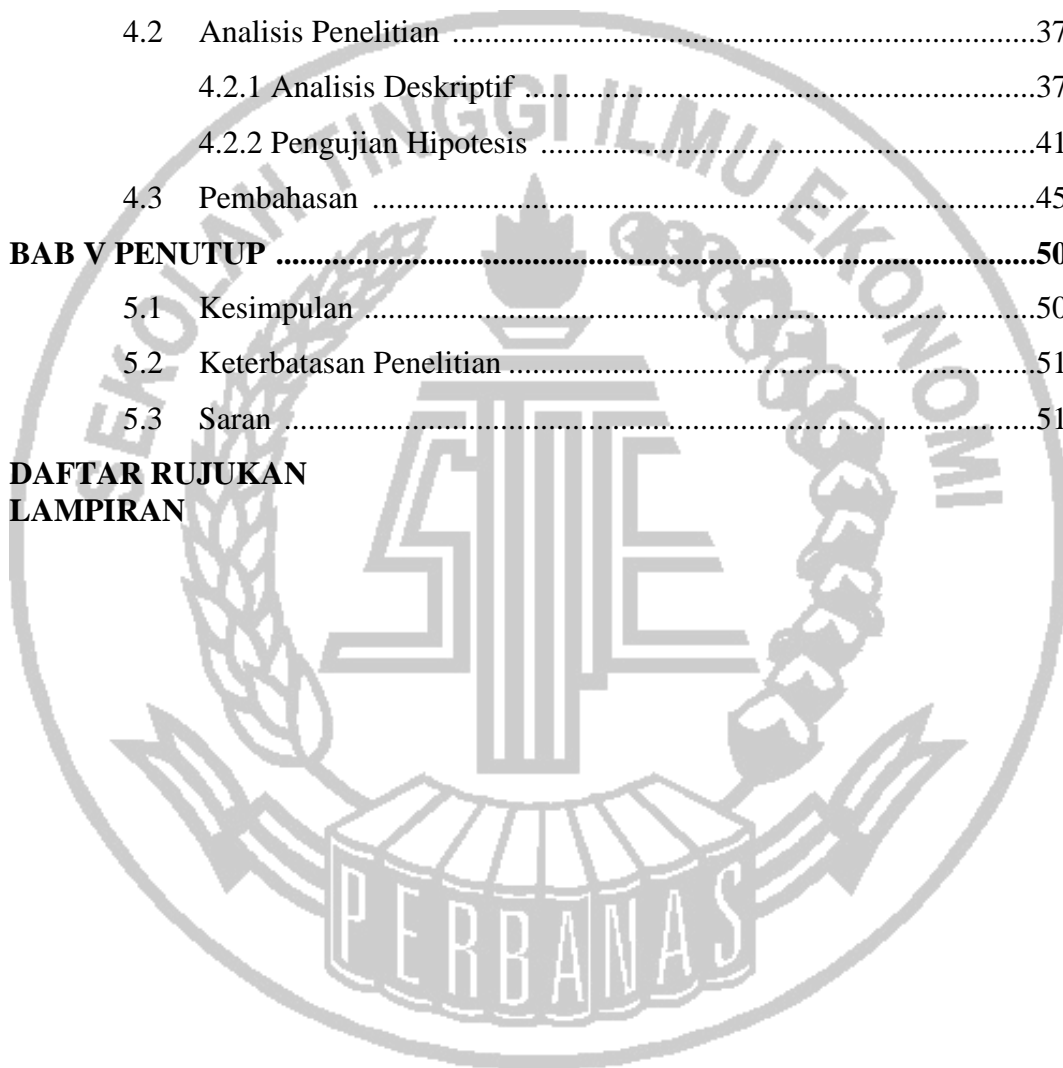 4.2 Analisis Penelitian ..........................................................................37
4.2.1 Analisis Deskriptif .................................................................37
4.2.2 Pengujian Hipotesis ...............................................................41
4.3 Pembahasan ....................................................................................45
BAB V PENUTUP .................................................................................................50
5.1 Kesimpulan .....................................................................................50
5.2 Keterbatasan Penelitian ...................................................................51
5.3 Saran ...............................................................................................51
DAFTAR RUJUKAN
LAMPIRAN
SEKOLAH TINGGI ILMU EKONOMI
STIE
PERBANAS